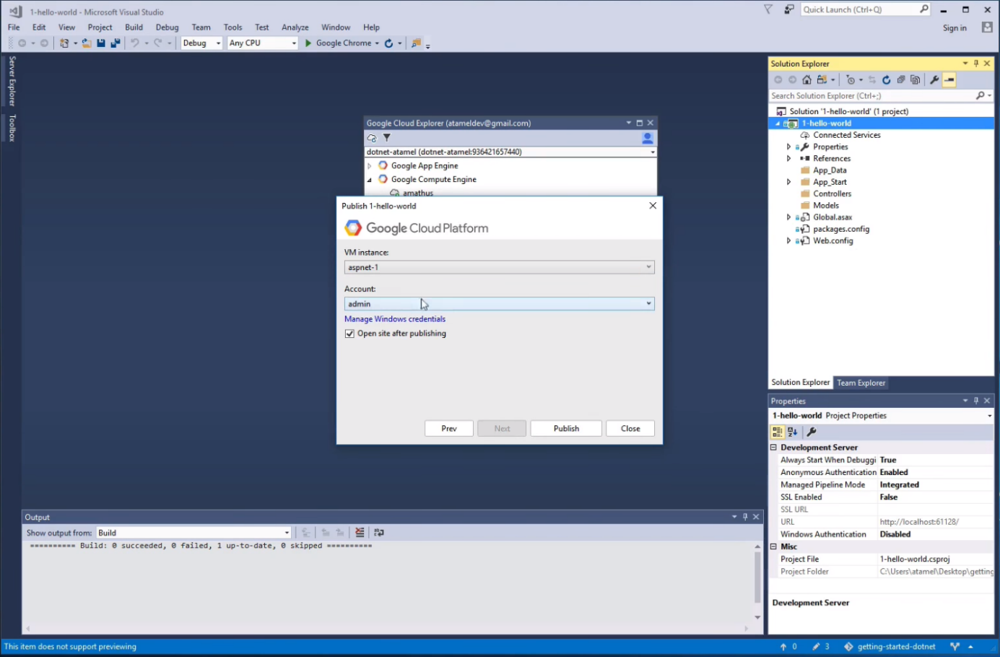 1-hello-world - Microsoft Visual Studio
Quick Launch (Ctrl+Q)
File Edit View Project Build Debug Team Tools Test Analyze Window Help
Sign in
Debug Any CPU Google Chrome
Server Explorer
Toolbox
Google Cloud Explorer (atameldev@gmail.com)
dotnet-atamel (dotnet-atamel:936421657440)
Google App Engine
Google Compute Engine
amathus
Publish 1-hello-world
Google Cloud Platform
VM instance:
aspnet-1
Account:
admin
Manage Windows credentials
Open site after publishing
Prev Next Publish Close
Solution Explorer
Search Solution Explorer (Ctrl+;)
Solution '1-hello-world' (1 project)
1-hello-world
Connected Services
Properties
References
App_Data
App_Start
Controllers
Models
Global.asax
packages.config
Web.config
Solution Explorer Team Explorer
Properties
1-hello-world Project Properties
Development Server
Always Start When Debuggi True
Anonymous Authentication Enabled
Managed Pipeline Mode Integrated
SSL Enabled False
SSL URL
URL http://localhost:61128/
Windows Authentication Disabled
Misc
Project File 1-hello-world.csproj
Project Folder C:\Users\atamel\Desktop\getting
Development Server
Output
Show output from: Build
========== Build: 0 succeeded, 0 failed, 1 up-to-date, 0 skipped ==========
This item does not support previewing
0 3 getting-started-dotnet